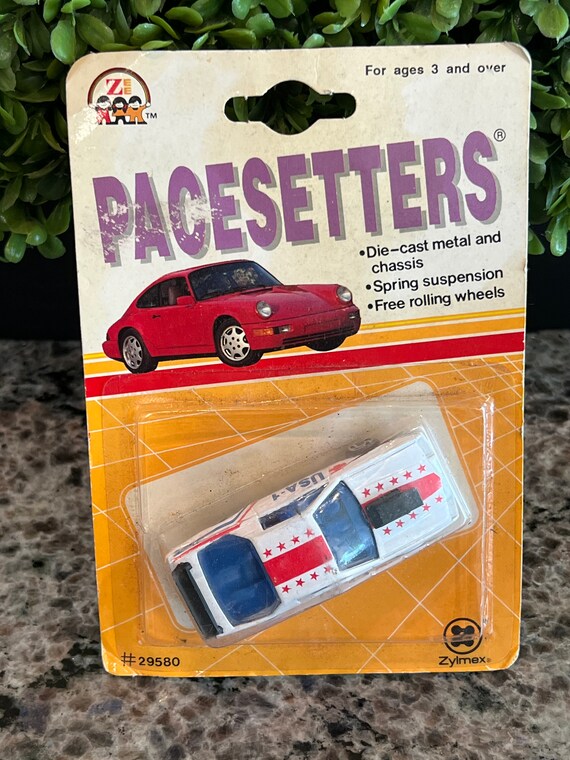 For ages 3 and over
ZEE
TM
PACESETTERS®
•Die-cast metal and
chassis
•Spring suspension
•Free rolling wheels
USA-1
#29580
Zylmex®